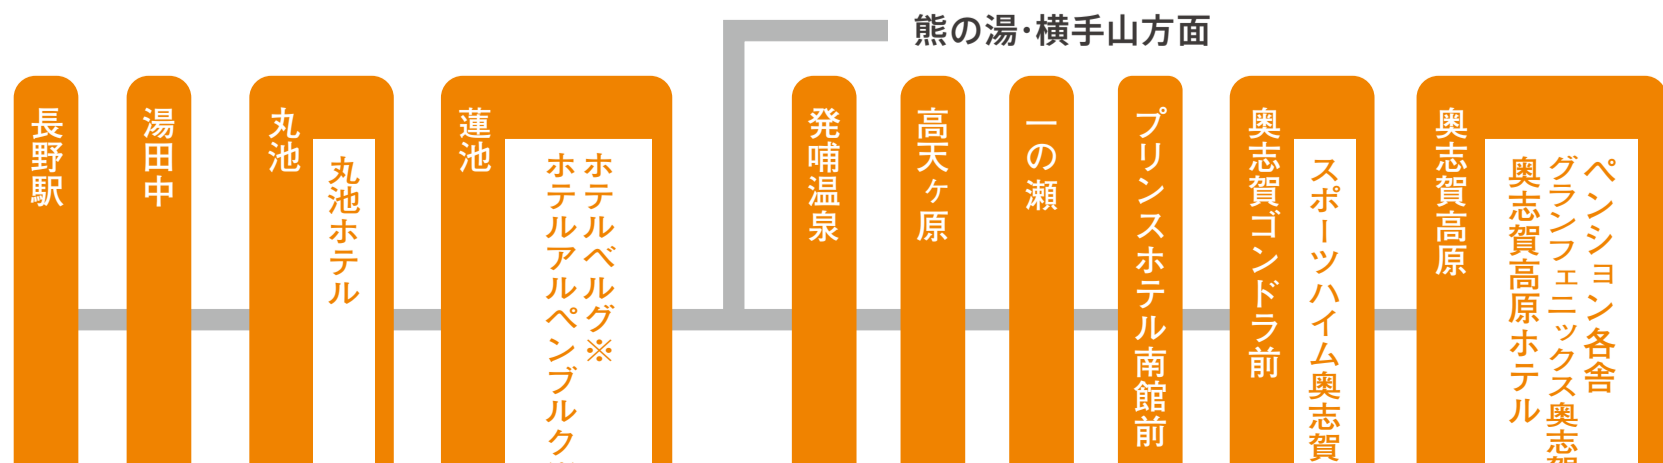 熊の湯･横手山方面
長野駅
湯田中
丸池
丸池ホテル
蓮池
ホテルベルグ※
ホテルアルペンブルク
発哺温泉
高天ヶ原
一の瀬
プリンスホテル南館前
奥志賀ゴンドラ前
スポーツハイム奥志賀
奥志賀高原
ペンション各舎
グランフェニックス奥志賀
奥志賀高原ホテル